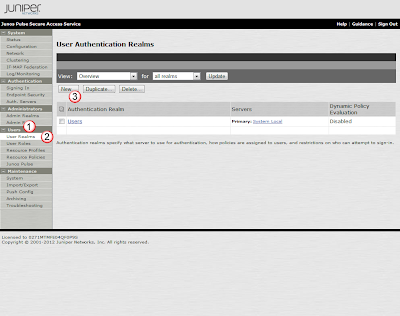 JUNIPER
NETWORKS
Junos Pulse Secure Access Service
Help | Guidance | Sign Out
System
Status
Configuration
Network
Clustering
IF-MAP Federation
Log/Monitoring
Authentication
Signing In
Endpoint Security
Auth. Servers
Administrators
Admin Realms
Admin
Users
1
User Realms
2
User Roles
Resource Profiles
Resource Policies
Junos Pulse
Maintenance
System
Import/Export
Push Config
Archiving
Troubleshooting
User Authentication Realms
View: Overview for all realms Update
New... Duplicate... Delete...
3
Authentication Realm Servers Dynamic Policy Evaluation
Users Primary: System Local Disabled
Authentication realms specify what server to use for authentication, how policies are assigned to users, and restrictions on who can attempt to sign-in.
Licensed to
Copyright © 2001-2012 Juniper Networks, Inc. All rights reserved.